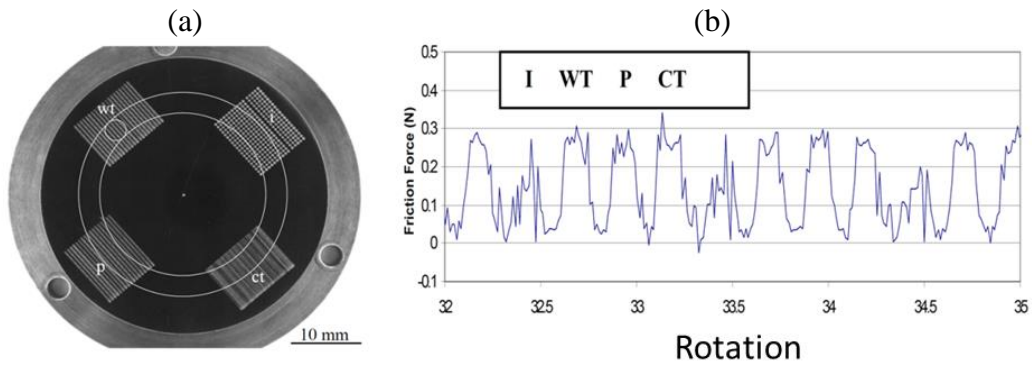 (a) (b)
wt
i
p
ct
10 mm
I WT P CT
Friction Force (N)
0.5
0.4
0.3
0.2
0.1
0
-0.1
32 32.5 33 33.5 34 34.5 35
Rotation